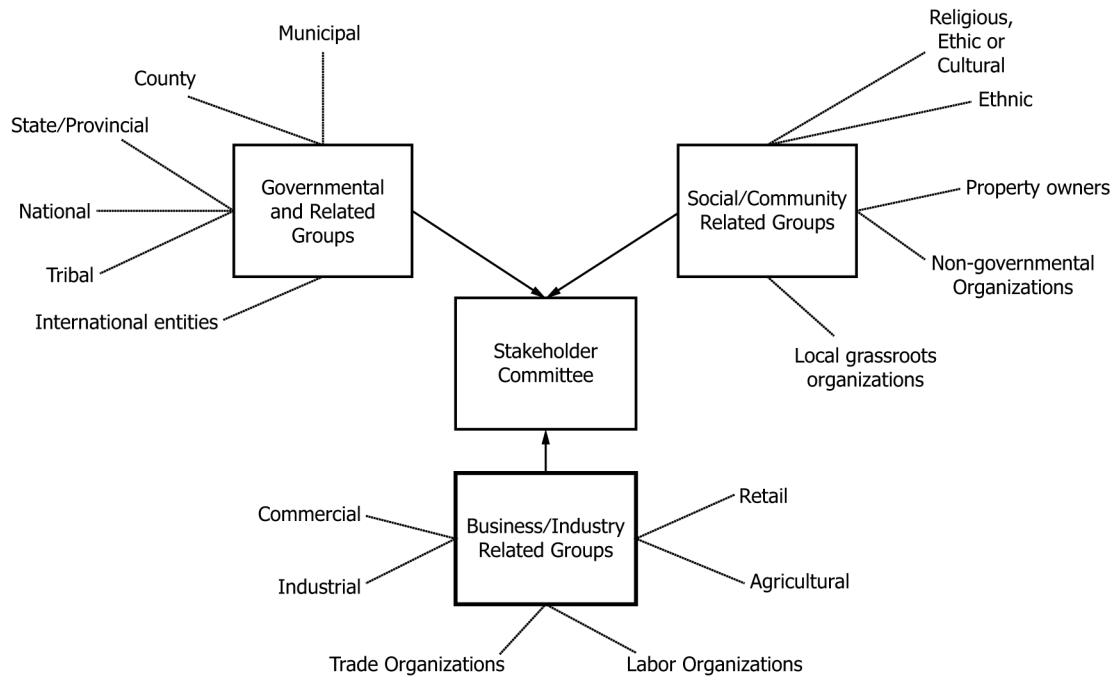 Municipal
County
State/Provincial
National
Tribal
International entities
Governmental
and Related
Groups
Religious,
Ethic or
Cultural
Ethnic
Property owners
Non-governmental
Organizations
Local grassroots
organizations
Social/Community
Related Groups
Stakeholder
Committee
Business/Industry
Related Groups
Commercial
Industrial
Trade Organizations
Labor Organizations
Retail
Agricultural